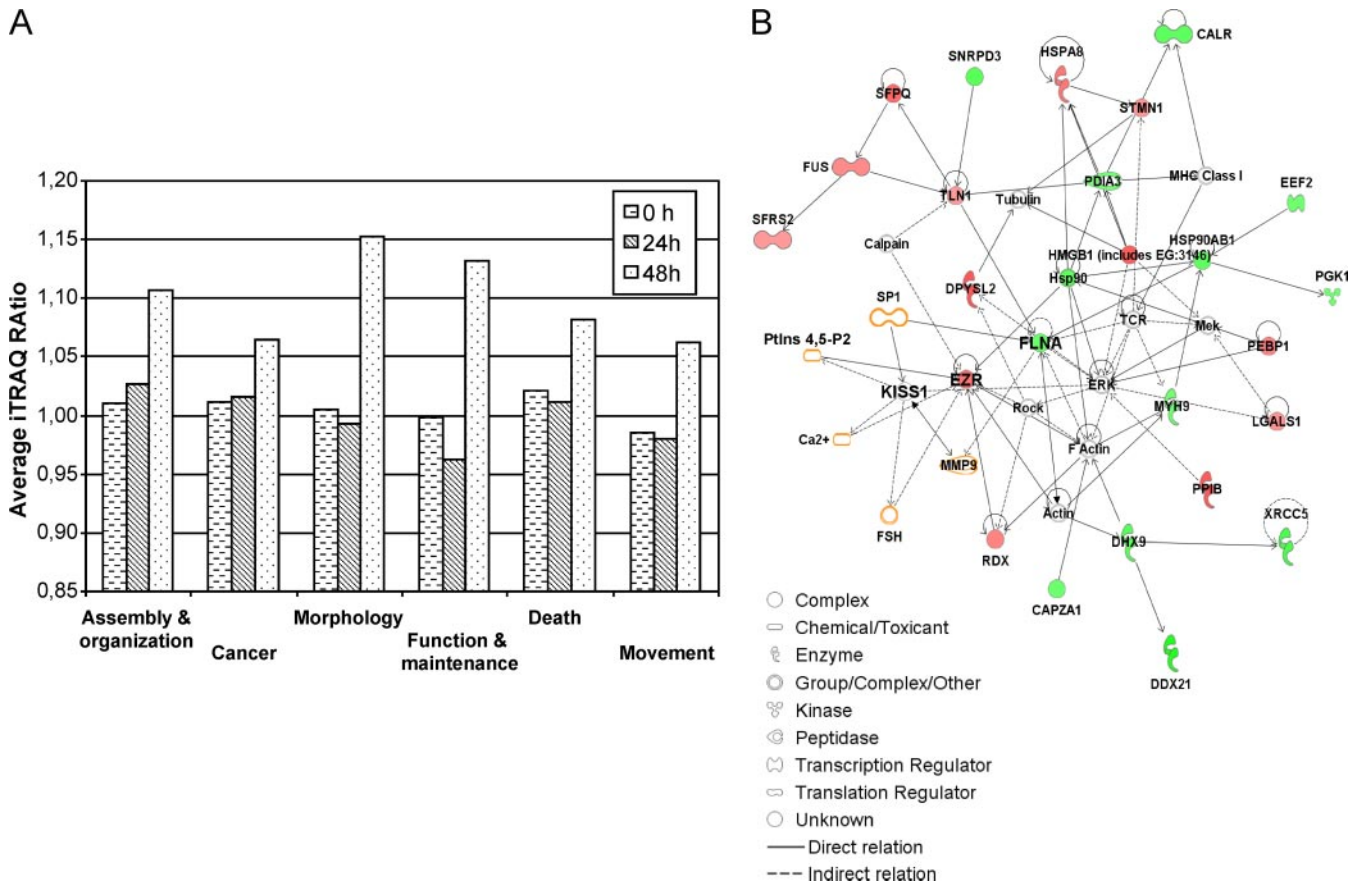 A
Average iTRAQ RAtio
1,20
1,15
1,10
1,05
1,00
0,95
0,90
0,85
0 h
24h
48h
Assembly &
organization
Cancer
Morphology
Function &
maintenance
Death
Movement
B
CALR
HSPA8
SNRPD3
SFPQ
STMN1
FUS
PDIA3
MHC Class I
TLN1
Tubulin
EEF2
SFRS2
Calpain
HSP90AB1
HMGB1 (includes EG:3146)
Hsp90
PGK1
DPYSL2
SP1
TCR
Mek
PtIns 4,5-P2
FLNA
PEBP1
EZR
ERK
KISS1
Rock
MYH9
LGALS1
Ca2+
F Actin
MMP9
PPIB
Actin
XRCC5
FSH
DHX9
RDX
CAPZA1
DDX21
Complex
Chemical/Toxicant
Enzyme
Group/Complex/Other
Kinase
Peptidase
Transcription Regulator
Translation Regulator
Unknown
Direct relation
Indirect relation